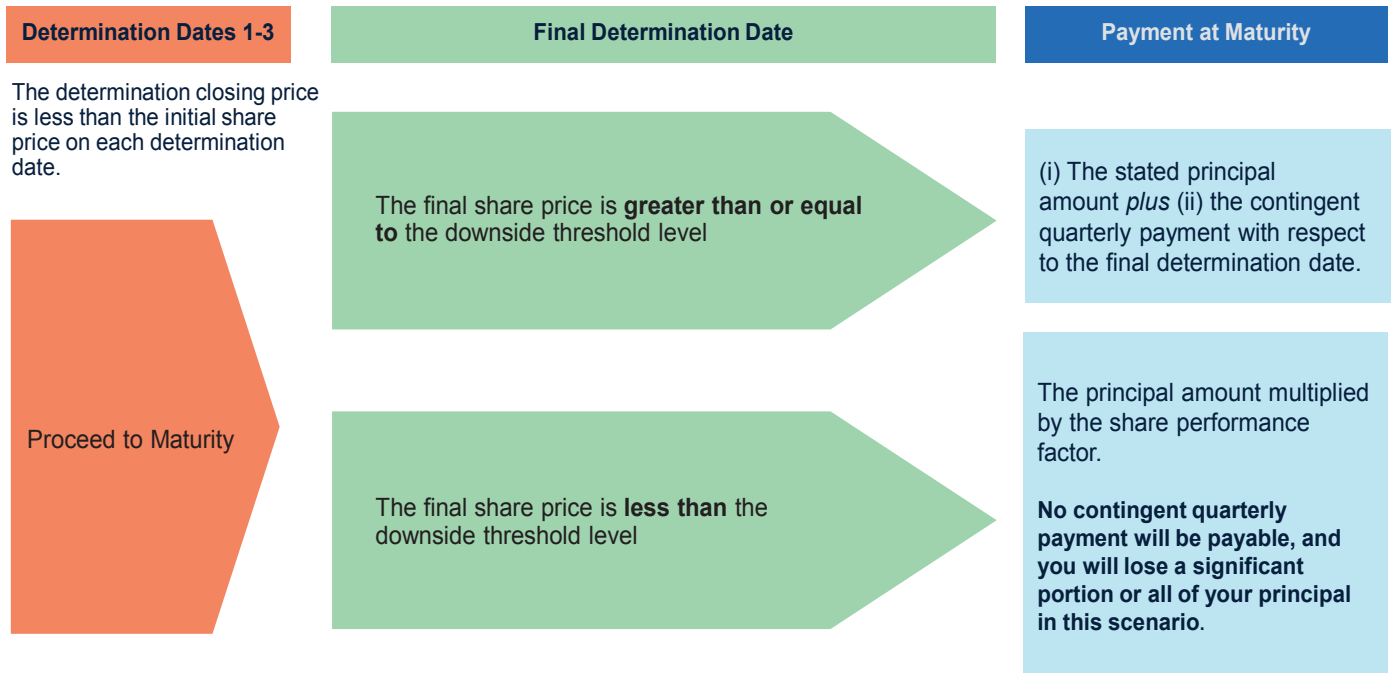 Determination Dates 1-3
Final Determination Date
Payment at Maturity
The determination closing price
is less than the initial share
price on each determination
date.
Proceed to Maturity
The final share price is greater than or equal
to the downside threshold level
(i) The stated principal
amount plus (ii) the contingent
quarterly payment with respect
to the final determination date.
The final share price is less than the
downside threshold level
The principal amount multiplied
by the share performance
factor.
No contingent quarterly
payment will be payable, and
you will lose a significant
portion or all of your principal
in this scenario.